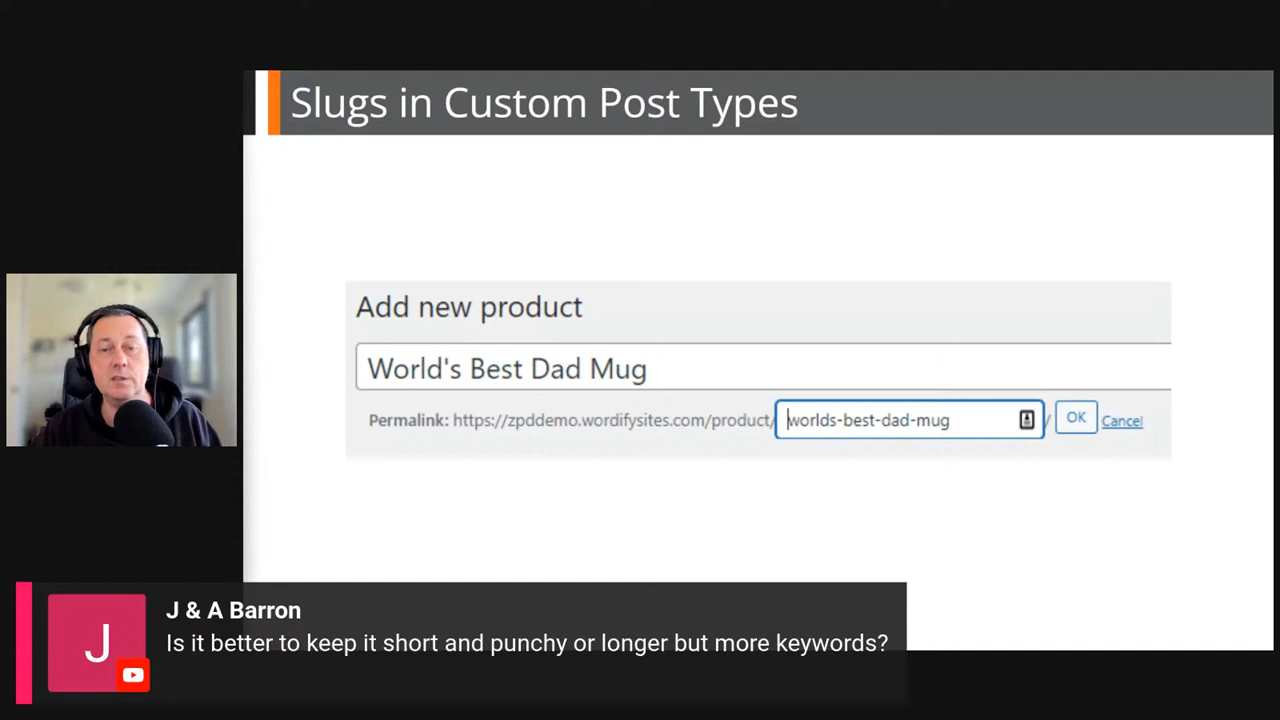 Slugs in Custom Post Types
Add new product
World's Best Dad Mug
Permalink: https://zpddemo.wordifysites.com/product/ worlds-best-dad-mug / OK Cancel
J
J & A Barron
Is it better to keep it short and punchy or longer but more keywords?